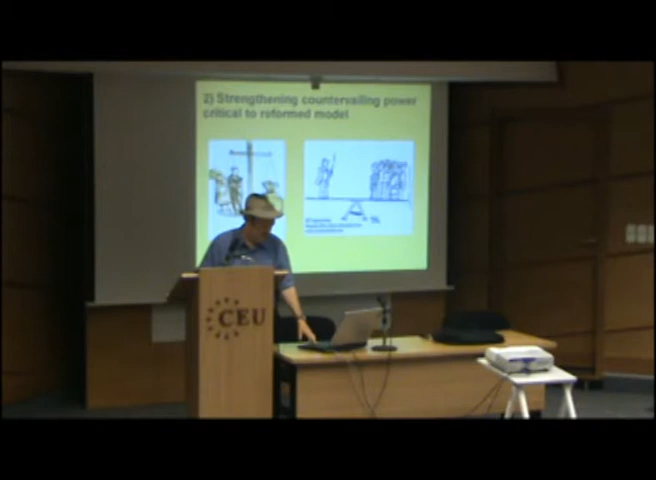 2) Strengthening countervailing power
critical to reformed model
CEU